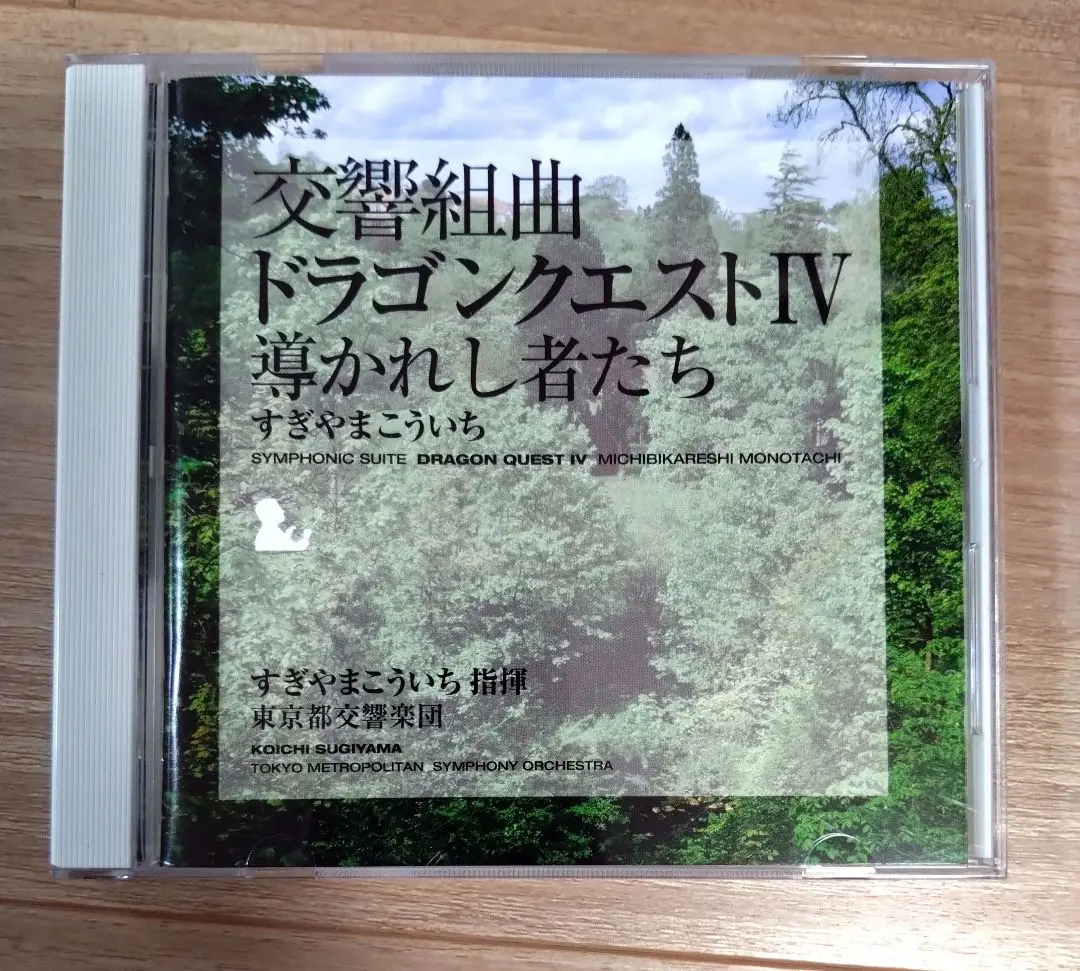 交響組曲
ドラゴンクエストIV
導かれし者たち
すぎやまこういち
SYMPHONIC SUITE DRAGON QUEST IV MICHIBIKARESHI MONOTACHI
すぎやまこういち 指揮
東京都交響楽団
KOICHI SUGIYAMA
TOKYO METROPOLITAN SYMPHONY ORCHESTRA